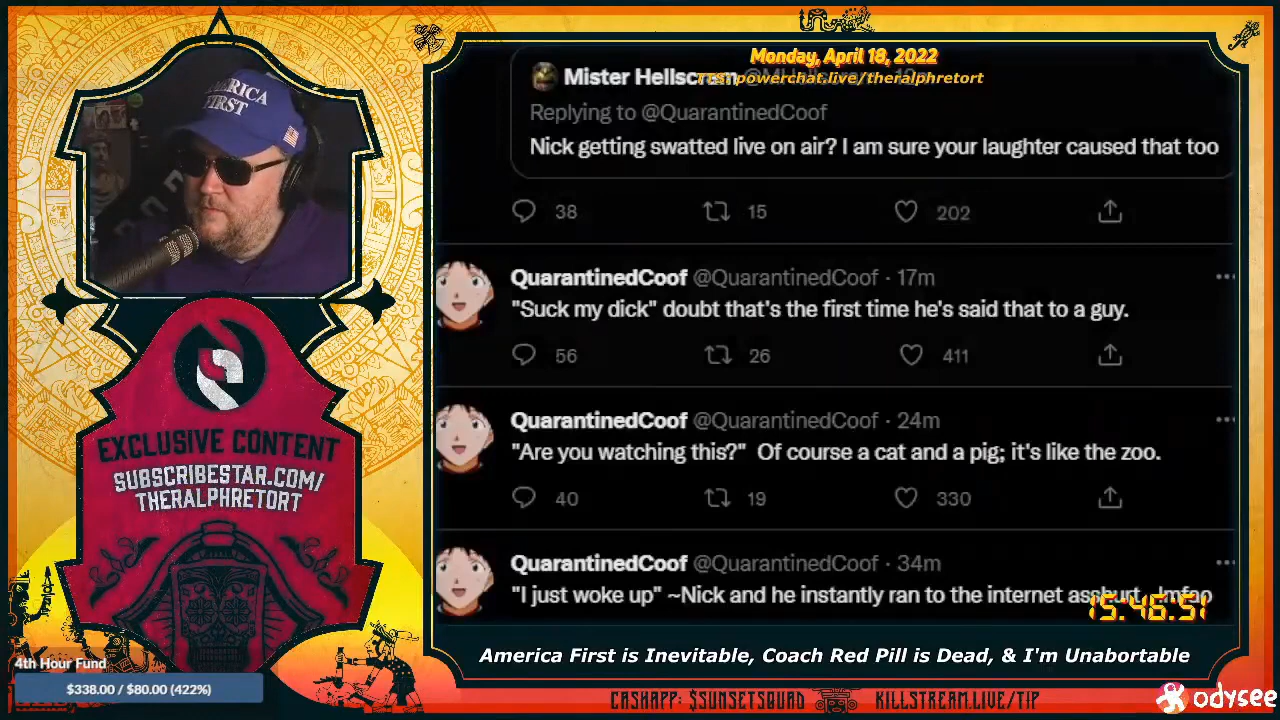 AMERICA
FIRST
Monday, April 18, 2022
TTS: powerchat.live/theralphretort
Mister Hellscream
Replying to @QuarantinedCoof
Nick getting swatted live on air? I am sure your laughter caused that too
38 15 202
QuarantinedCoof @QuarantinedCoof · 17m
"Suck my dick" doubt that's the first time he's said that to a guy.
56 26 411
QuarantinedCoof @QuarantinedCoof · 24m
"Are you watching this?" Of course a cat and a pig; it's like the zoo.
40 19 330
QuarantinedCoof @QuarantinedCoof · 34m
"I just woke up" ~Nick and he instantly ran to the internet
15:46.51
EXCLUSIVE CONTENT
SUBSCRIBESTAR.COM/
THERALPHRETORT
4th Hour Fund
$338.00 / $80.00 (422%)
America First is Inevitable, Coach Red Pill is Dead, & I'm Unabortable
CASHAPP: $SUNSETSQUAD KILLSTREAM.LIVE/TIP
odysee